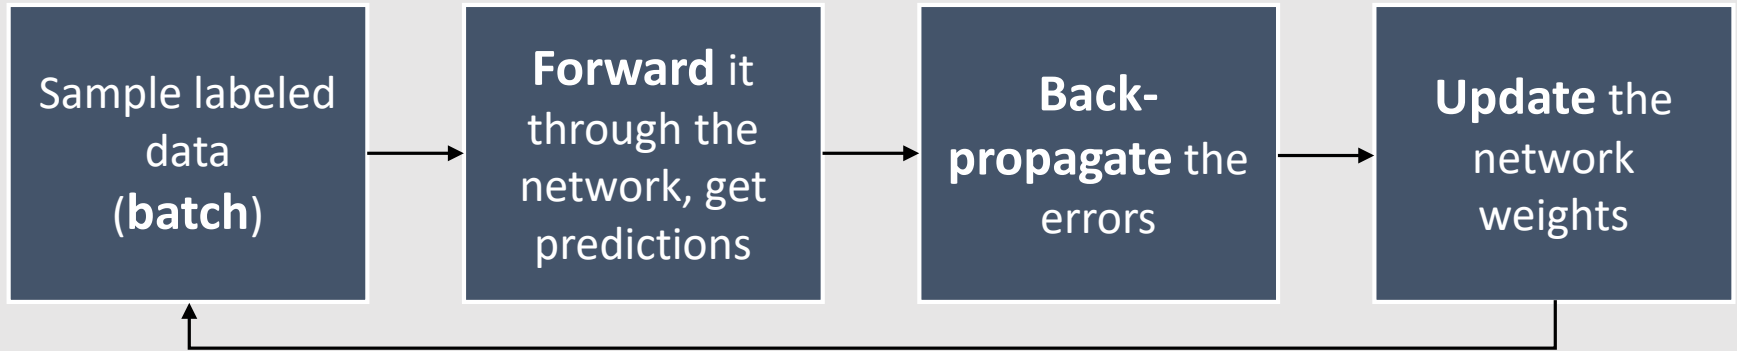 Sample labeled
data
(batch)
Forward it
through the
network, get
predictions
Back-
propagate the
errors
Update the
network
weights